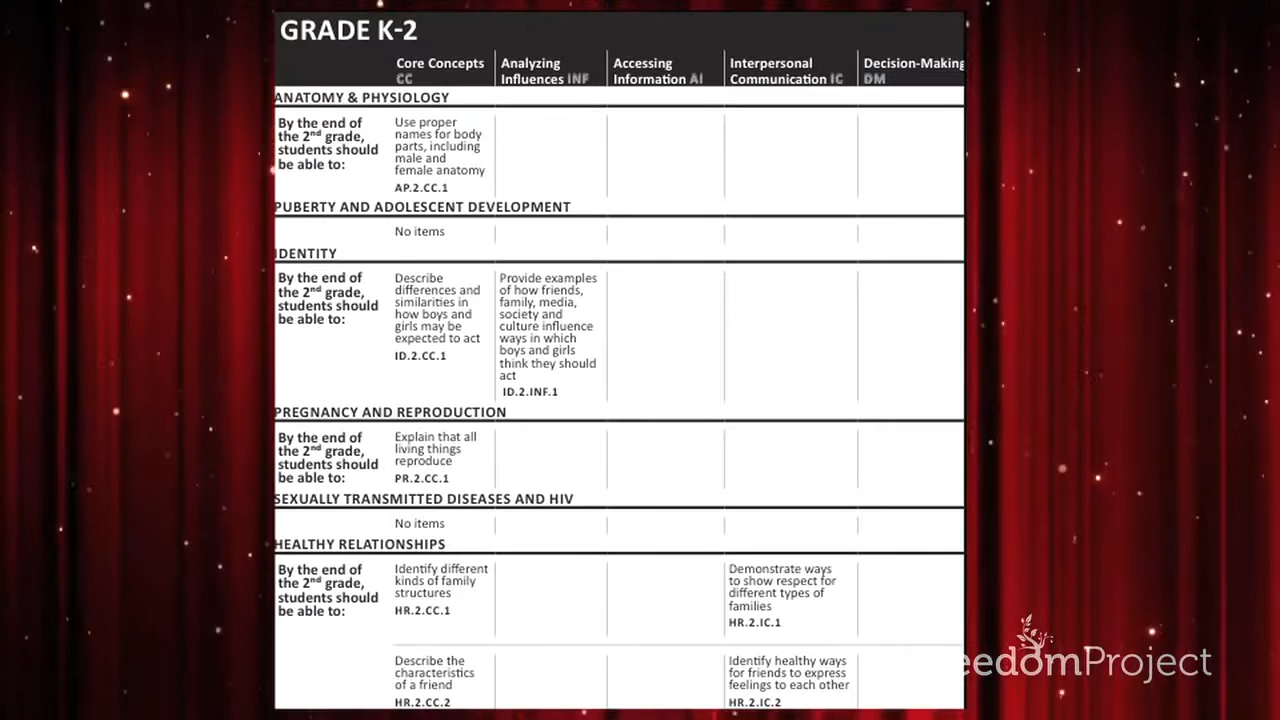 GRADE K-2
Core Concepts
CC
Analyzing
Influences INF
Accessing
Information AI
Interpersonal
Communication IC
Decision-Making
DM
ANATOMY & PHYSIOLOGY
By the end of
the 2nd grade,
students should
be able to:
Use proper
names for body
parts, including
male and
female anatomy
AP.2.CC.1
PUBERTY AND ADOLESCENT DEVELOPMENT
No items
IDENTITY
By the end of
the 2nd grade,
students should
be able to:
Describe
differences and
similarities in
how boys and
girls may be
expected to act
ID.2.CC.1
Provide examples
of how friends,
family, media,
society and
culture influence
ways in which
boys and girls
think they should
act
ID.2.INF.1
PREGNANCY AND REPRODUCTION
By the end of
the 2nd grade,
students should
be able to:
Explain that all
living things
reproduce
PR.2.CC.1
SEXUALLY TRANSMITTED DISEASES AND HIV
No items
HEALTHY RELATIONSHIPS
By the end of
the 2nd grade,
students should
be able to:
Identify different
kinds of family
structures
HR.2.CC.1
Demonstrate ways
to show respect for
different types of
families
HR.2.IC.1
Describe the
characteristics
of a friend
HR.2.CC.2
Identify healthy ways
for friends to express
feelings to each other
HR.2.IC.2
eedomProject